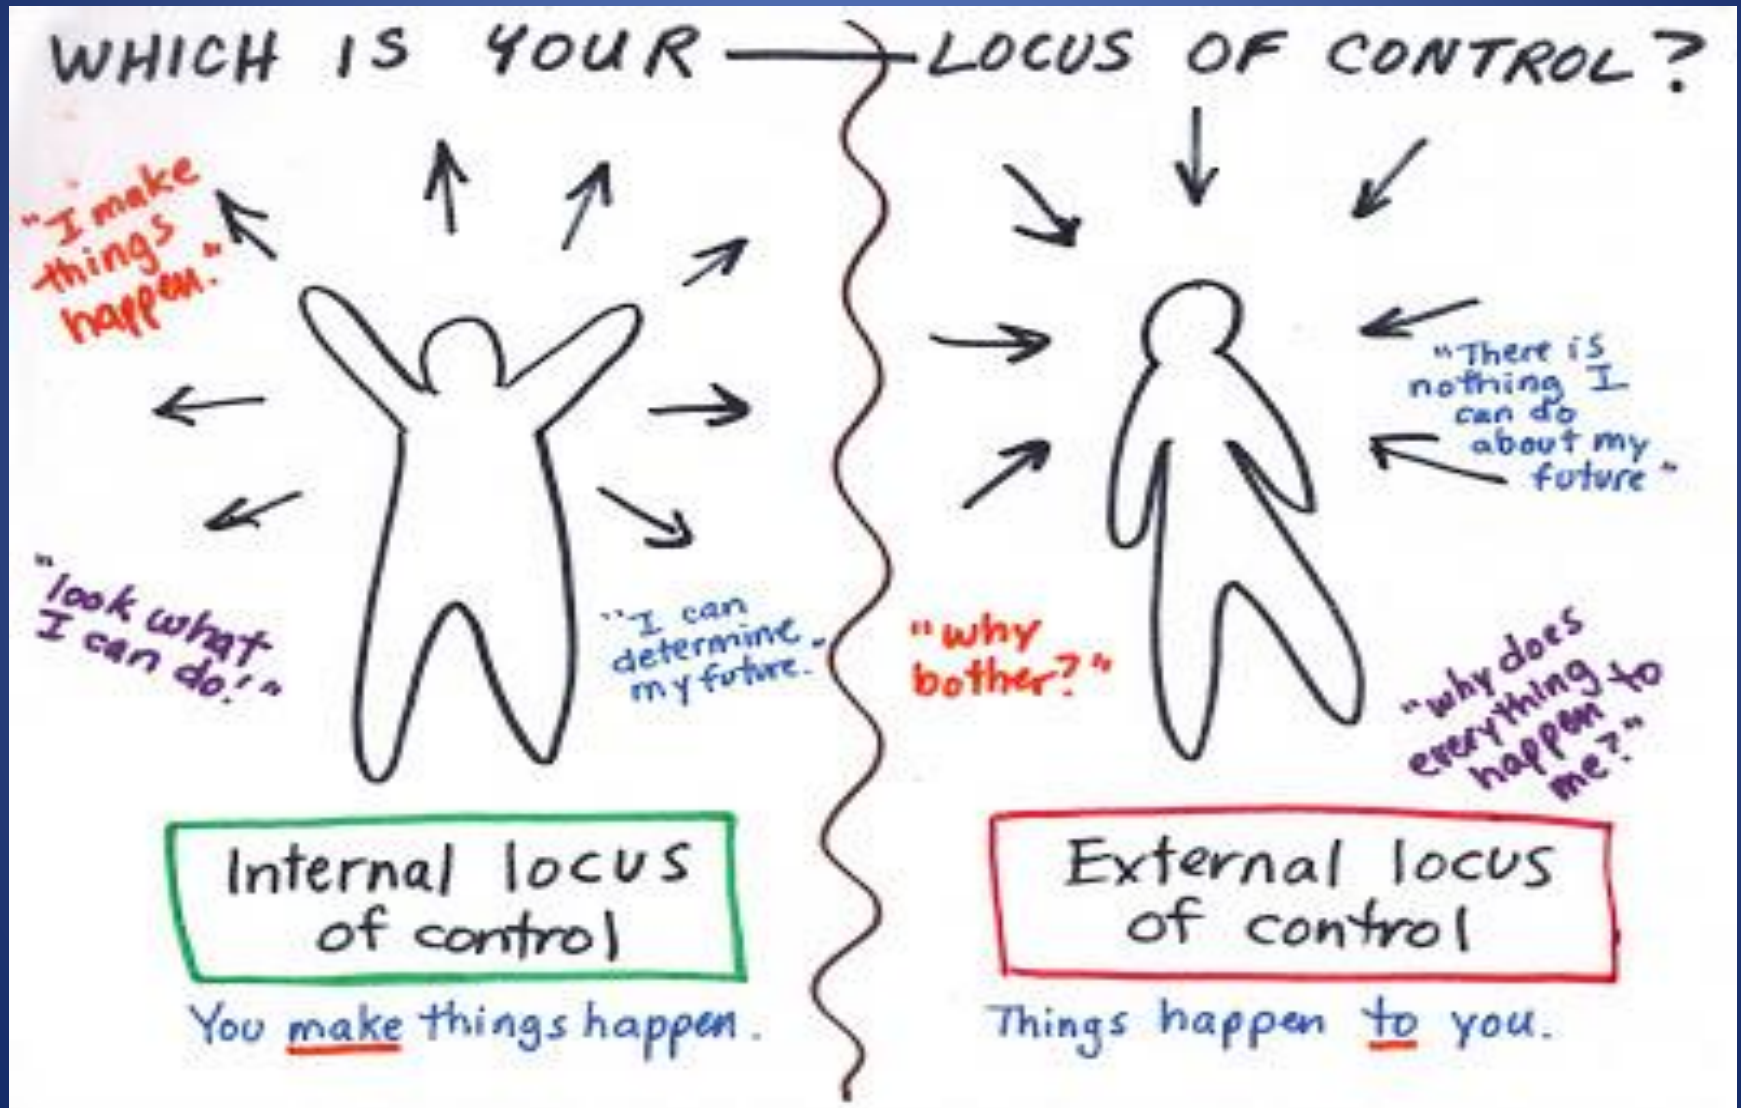 WHICH IS YOUR — LOCUS OF CONTROL?
"I make
things
happen."
"look what
I can do!"
"I can
determine
my future."
Internal locus
of control
You make things happen.
"There is
nothing I
can do
about my
future"
"why
bother?"
"why does
everything
happen to
me?"
External locus
of control
Things happen to you.